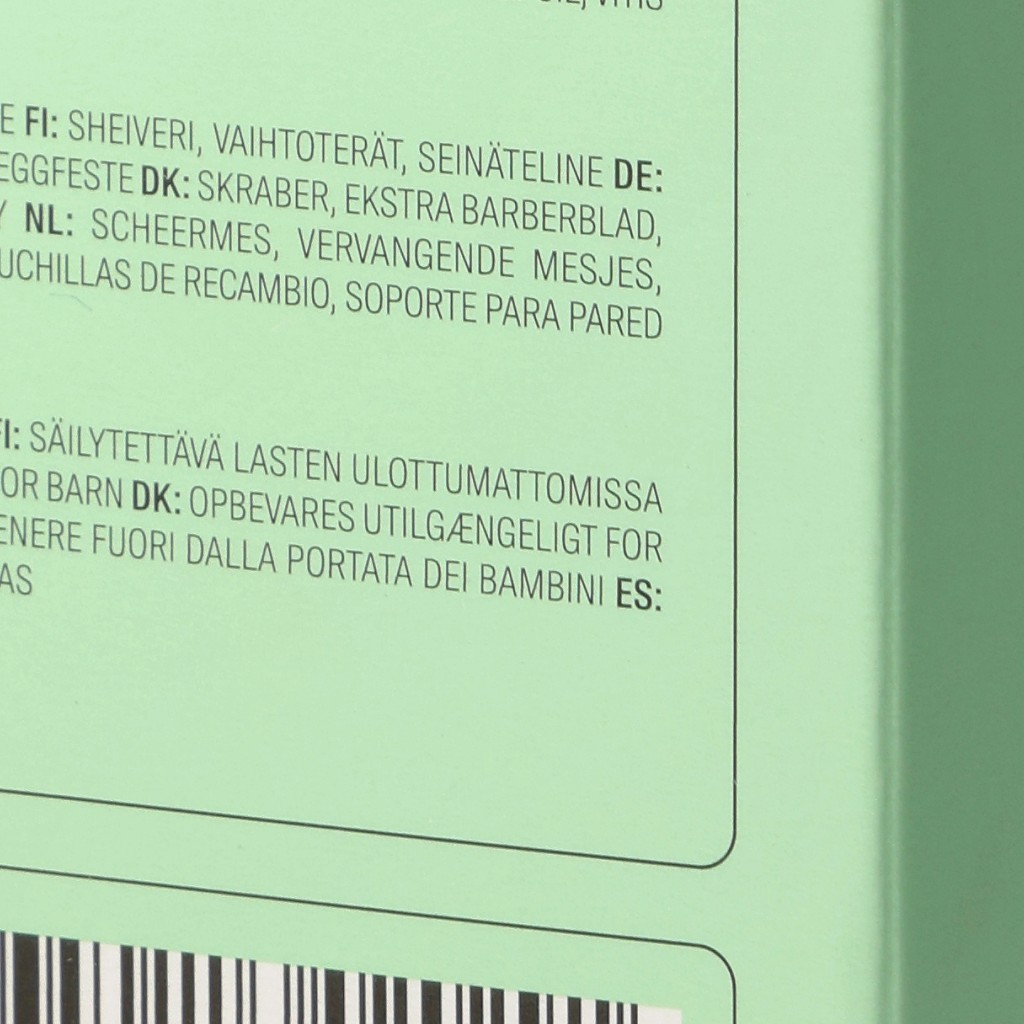 E FI: SHEIVERI, VAIHTOTERÄT, SEINÄTELINE DE:
EGGFESTE DK: SKRABER, EKSTRA BARBERBLAD,
NL: SCHEERMES, VERVANGENDE MESJES,
UCHILLAS DE RECAMBIO, SOPORTE PARA PARED
FI: SÄILYTETTÄVÄ LASTEN ULOTTUMATTOMISSA
OR BARN DK: OPBEVARES UTILGÆNGELIGT FOR
ENERE FUORI DALLA PORTATA DEI BAMBINI ES:
AS